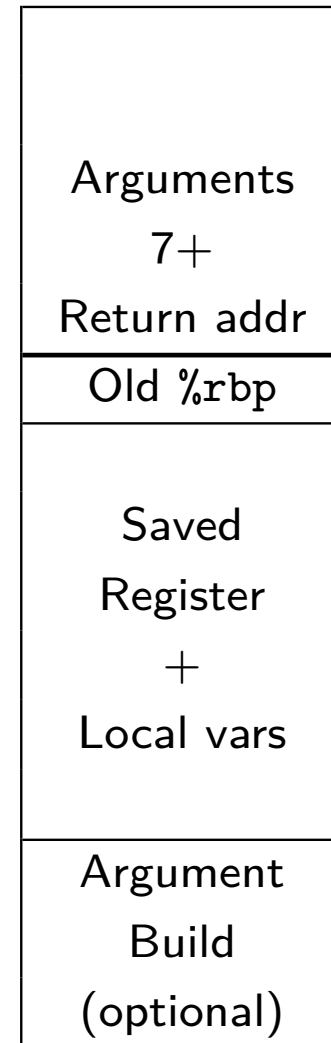 Arguments
7+
Return addr
Old %rbp
Saved
Register
+
Local vars
Argument
Build
(optional)